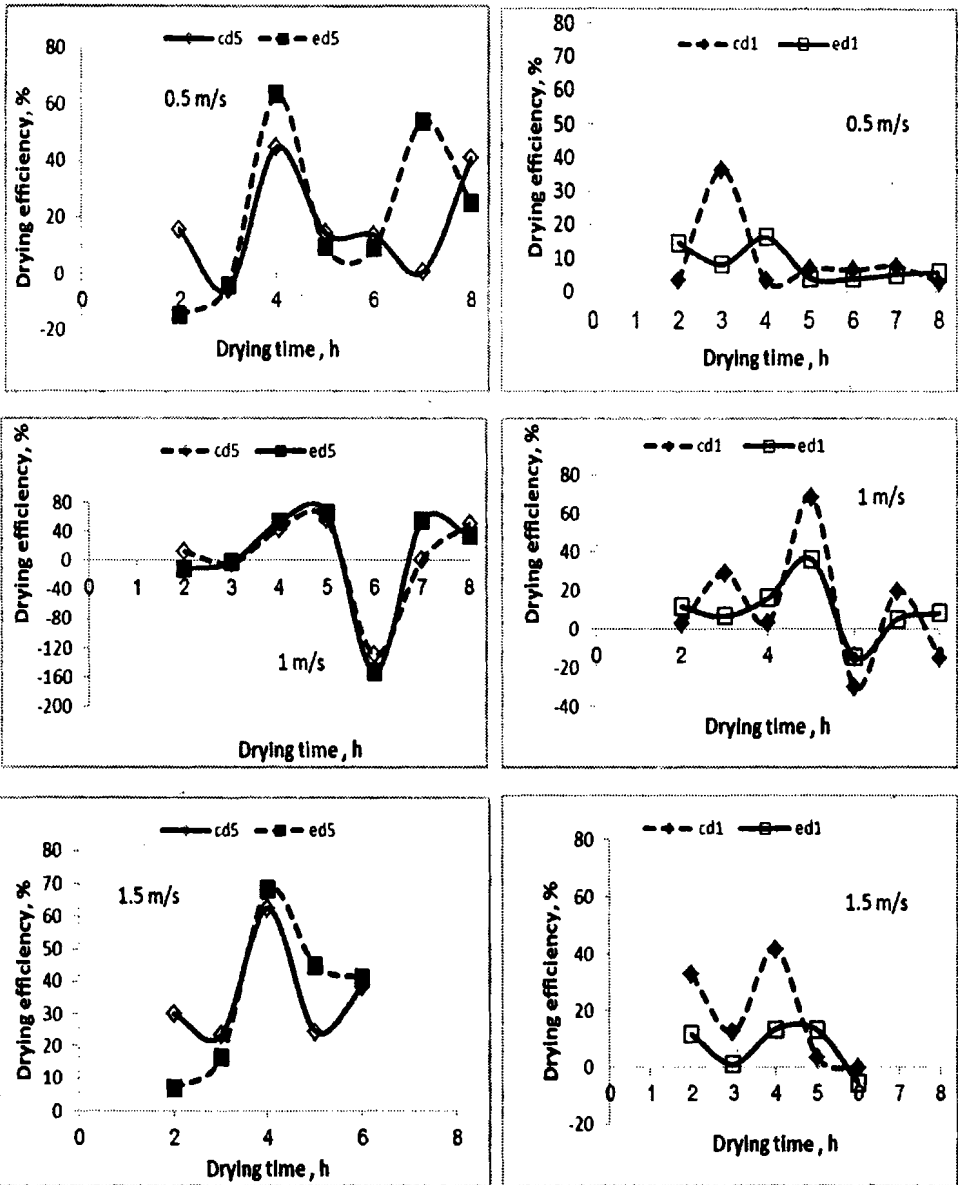 cd5 ed5
Drying efficiency, %
0.5 m/s
80
60
40
20
0
-20
0 2 4 6 8
Drying time , h
cd1 ed1
Drying efficiency, %
0.5 m/s
80
70
60
50
40
30
20
10
0
0 1 2 3 4 5 6 7 8
Drying time , h
cd5 ed5
Drying efficiency, %
80
40
0
-40
-80
-120
-160
-200
0 1 2 3 4 5 6 7 8
1 m/s
Drying time , h
cd1 ed1
Drying efficiency, %
1 m/s
100
80
60
40
20
0
-20
-40
0 2 4 6 8
Drying time , h
cd5 ed5
Drying efficiency, %
1.5 m/s
80
70
60
50
40
30
20
10
0
0 2 4 6 8
Drying time , h
cd1 ed1
Drying efficiency, %
1.5 m/s
80
60
40
20
0
-20
0 1 2 3 4 5 6 7 8
Drying time , h